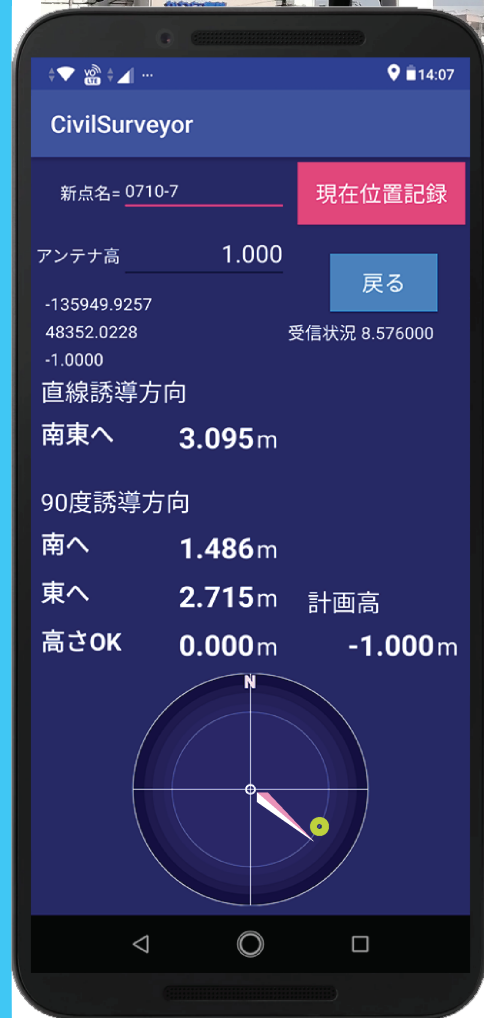 VO LTE ... 14:07
CivilSurveyor
新点名= 0710-7 現在位置記録
アンテナ高 1.000
戻る
-135949.9257
48352.0228 受信状況 8.576000
-1.0000
直線誘導方向
南東へ 3.095m
90度誘導方向
南へ 1.486m
東へ 2.715m 計画高
高さOK 0.000m -1.000m
N